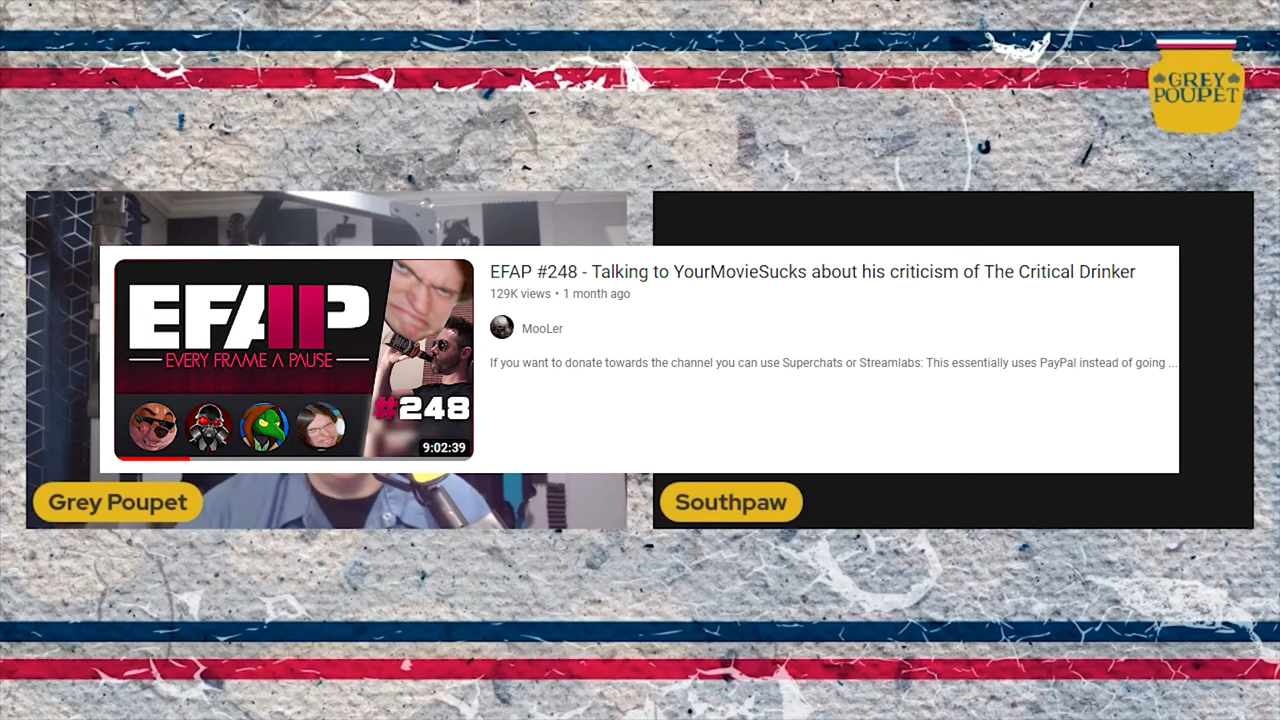 GREY
POUPET
EFAP
EVERY FRAME A PAUSE
#248
9:02:39
EFAP #248 - Talking to YourMovieSucks about his criticism of The Critical Drinker
129K views • 1 month ago
MooLer
If you want to donate towards the channel you can use Superchats or Streamlabs: This essentially uses PayPal instead of going ...
Grey Poupet
Southpaw